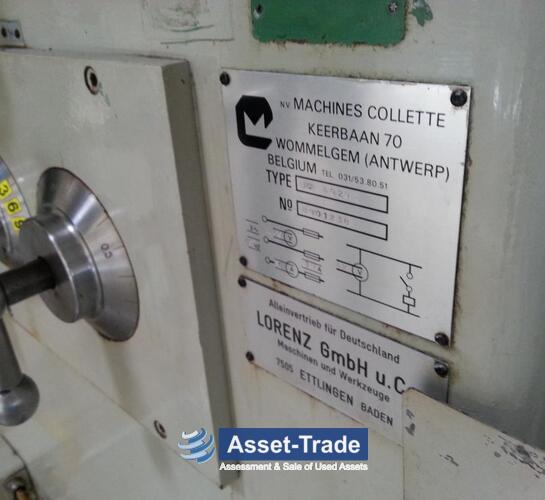 N.V. MACHINES COLLETTE
KEERBAAN 70
WOMMELGEM (ANTWERP)
BELGIUM TEL 031/53.80.51
TYPE
No
Alleinvertrieb für Deutschland
LORENZ GmbH u.C
Maschinen und Werkzeuge
7505 ETTLINGEN BADEN
369
Asset-Trade
Assessment & Sale of Used Assets